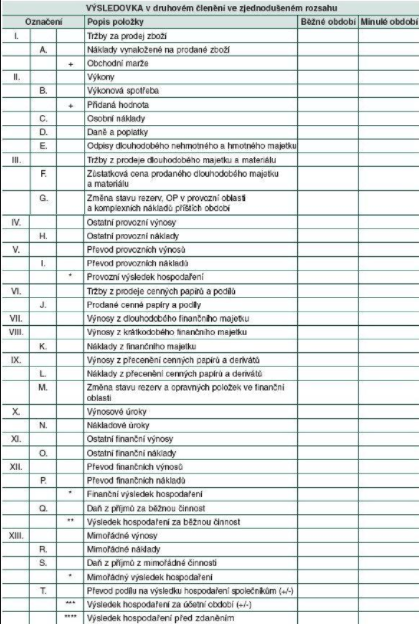 VÝSLEDOVKA v druhovém členění ve zjednodušeném rozsahu
Označení Popis položky Běžné období Minulé období
I. Tržby za prodej zboží
A. Náklady vynaložené na prodané zboží
+ Obchodní marže
II. Výkony
B. Výkonová spotřeba
+ Přidaná hodnota
C. Osobní náklady
D. Daně a poplatky
E. Odpisy dlouhodobého nehmotného a hmotného majetku
III. Tržby z prodeje dlouhodobého majetku a materiálu
F. Zůstatková cena prodaného dlouhodobého majetku
a materiálu
G. Změna stavu rezerv, OP v provozní oblasti
a komplexních nákladů příštích období
IV. Ostatní provozní výnosy
H. Ostatní provozní náklady
V. Převod provozních výnosů
I. Převod provozních nákladů
* Provozní výsledek hospodaření
VI. Tržby z prodeje cenných papírů a podílů
J. Prodané cenné papíry a podíly
VII. Výnosy z dlouhodobého finančního majetku
VIII. Výnosy z krátkodobého finančního majetku
K. Náklady z finančního majetku
IX. Výnosy z přecenění cenných papírů a derivátů
L. Náklady z přecenění cenných papírů a derivátů
M. Změna stavu rezerv a opravných položek ve finanční
oblasti
X. Výnosové úroky
N. Nákladové úroky
XI. Ostatní finanční výnosy
O. Ostatní finanční náklady
XII. Převod finančních výnosů
P. Převod finančních nákladů
* Finanční výsledek hospodaření
Q. Daň z příjmů za běžnou činnost
** Výsledek hospodaření za běžnou činnost
XIII. Mimořádné výnosy
R. Mimořádné náklady
S. Daň z příjmů z mimořádné činnosti
* Mimořádný výsledek hospodaření
T. Převod podílu na výsledku hospodaření společníkům (+/-)
*** Výsledek hospodaření za účetní období (+/-)
**** Výsledek hospodaření před zdaněním